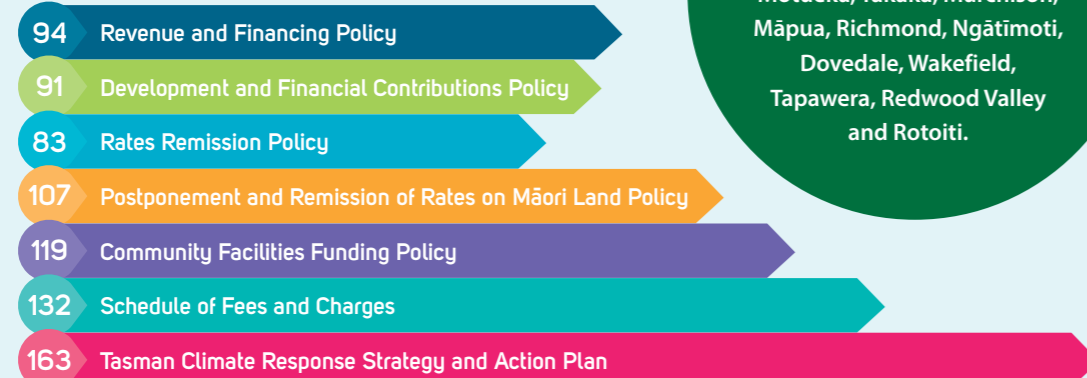 94 Revenue and Financing Policy
91 Development and Financial Contributions Policy
83 Rates Remission Policy
107 Postponement and Remission of Rates on Māori Land Policy
119 Community Facilities Funding Policy
132 Schedule of Fees and Charges
163 Tasman Climate Response Strategy and Action Plan
Māpua, Richmond, Ngātīmoti,
Dovedale, Wakefield,
Tapawera, Redwood Valley
and Rotoiti.